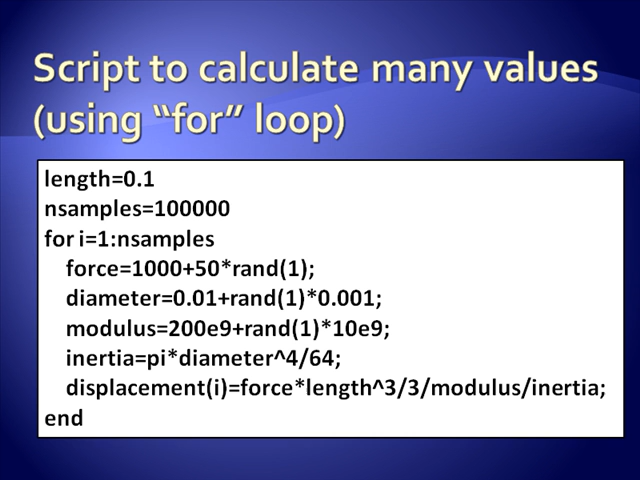 Script to calculate many values
(using “for” loop)
length=0.1
nsamples=100000
for i=1:nsamples
force=1000+50*rand(1);
diameter=0.01+rand(1)*0.001;
modulus=200e9+rand(1)*10e9;
inertia=pi*diameter^4/64;
displacement(i)=force*length^3/3/modulus/inertia;
end